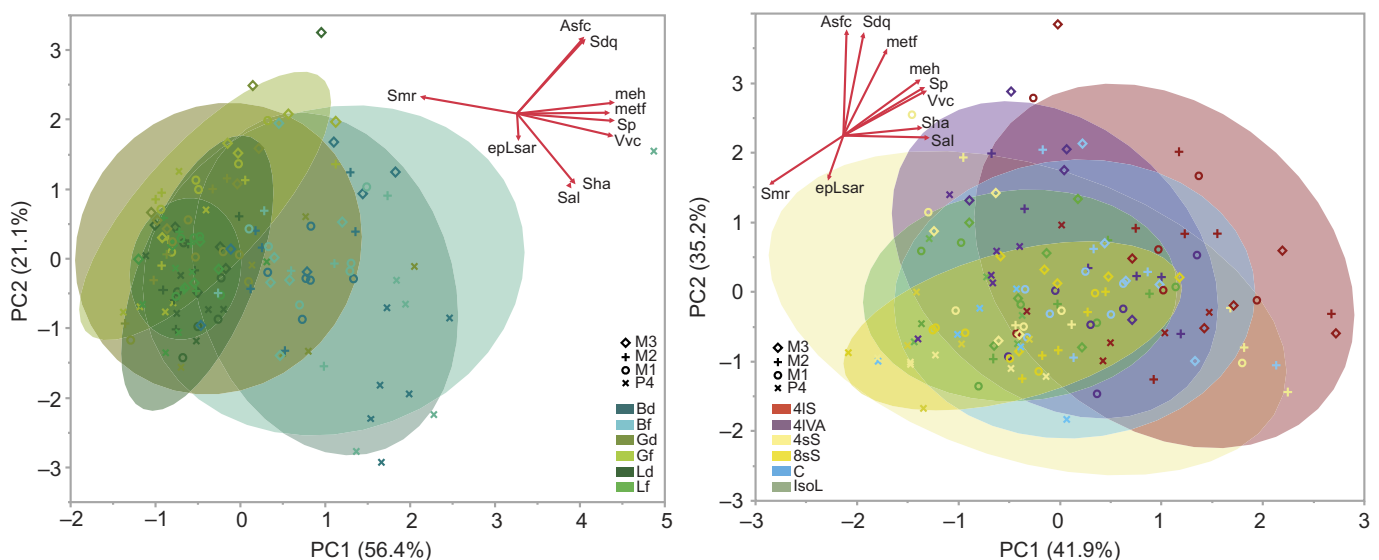 3
2
1
0
–1
–2
–3
–2
–1
0
1
2
3
4
5
PC2 (21.1%)
PC1 (56.4%)
Asfc
Sdq
Smr
meh
metf
Sp
Vvc
epLsar
Sha
Sal
M3
M2
M1
P4
Bd
Bf
Gd
Gf
Ld
Lf
4
3
2
1
0
–1
–2
–3
–3
–2
–1
0
1
2
3
PC2 (35.2%)
PC1 (41.9%)
Asfc
Sdq
metf
meh
Sp
Vvc
Sha
Sal
Smr
epLsar
M3
M2
M1
P4
4lS
4lVA
4sS
8sS
C
IsoL